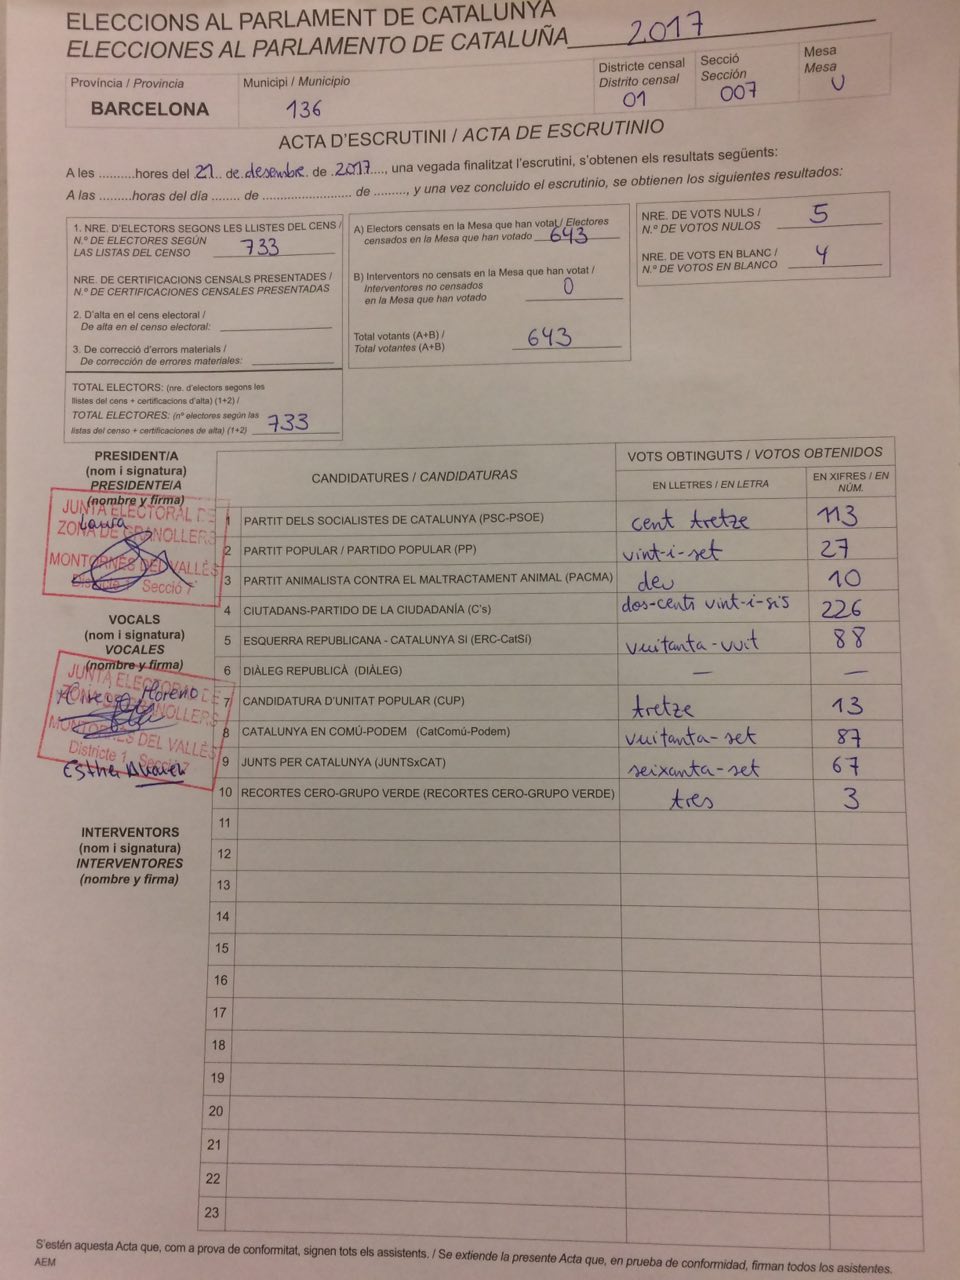 ELECCIONS AL PARLAMENT DE CATALUNYA
ELECCIONES AL PARLAMENTO DE CATALUÑA 2017
Província / Provincia
BARCELONA
Municipi / Municipio
136
Districte censal
Distrito censal
01
Secció
Sección
007
Mesa
Mesa
U
ACTA D'ESCRUTINI / ACTA DE ESCRUTINIO
A les ..........hores del 21 de desembre de 2017...., una vegada finalitzat l'escrutini, s'obtenen els resultats següents:
A las ..........horas del día ........ de ......................... de .........., y una vez concluido el escrutinio, se obtienen los siguientes resultados:
1. NRE. D'ELECTORS SEGONS LES LLISTES DEL CENS /
N.º DE ELECTORES SEGÚN
LAS LISTAS DEL CENSO 733
NRE. DE CERTIFICACIONS CENSALS PRESENTADES /
N.º DE CERTIFICACIONES CENSALES PRESENTADAS
2. D'alta en el cens electoral /
De alta en el censo electoral:
3. De correcció d'errors materials /
De corrección de errores materiales:
TOTAL ELECTORS: (nre. d'electors segons les
llistes del cens + certificacions d'alta) (1+2) /
TOTAL ELECTORES: (nº electores según las
listas del censo + certificaciones de alta) (1+2) 733
A) Electors censats en la Mesa que han votat / Electores
censados en la Mesa que han votado 643
B) Interventors no censats en la Mesa que han votat /
Interventores no censados
en la Mesa que han votado 0
Total votants (A+B) /
Total votantes (A+B) 643
NRE. DE VOTS NULS /
N.º DE VOTOS NULOS 5
NRE. DE VOTS EN BLANC /
N.º DE VOTOS EN BLANCO 4
PRESIDENT/A
(nom i signatura)
PRESIDENTE/A
(nombre y firma)
Laura
JUNTA ELECTORAL DE
ZONA DE GRANOLLERS
MONTORNÈS DEL VALLÈS
Districte 1 Secció 7
VOCALS
(nom i signatura)
VOCALES
(nombre y firma)
JUNTA ELECTORAL DE
ZONA DE GRANOLLERS
MONTORNÈS DEL VALLÈS
Districte 1 Secció 7
Moreno
Esther
INTERVENTORS
(nom i signatura)
INTERVENTORES
(nombre y firma)
CANDIDATURES / CANDIDATURAS
VOTS OBTINGUTS / VOTOS OBTENIDOS
EN LLETRES / EN LETRA
EN XIFRES / EN NÚM.
1 PARTIT DELS SOCIALISTES DE CATALUNYA (PSC-PSOE) cent tretze 113
2 PARTIT POPULAR / PARTIDO POPULAR (PP) vint-i-set 27
3 PARTIT ANIMALISTA CONTRA EL MALTRACTAMENT ANIMAL (PACMA) deu 10
4 CIUTADANS-PARTIDO DE LA CIUDADANÍA (C's) dos-cents vint-i-sis 226
5 ESQUERRA REPUBLICANA - CATALUNYA SI (ERC-CatSí) vuitanta-vuit 88
6 DIÀLEG REPUBLICÀ (DIÀLEG) — —
7 CANDIDATURA D'UNITAT POPULAR (CUP) tretze 13
8 CATALUNYA EN COMÚ-PODEM (CatComú-Podem) vuitanta-set 87
9 JUNTS PER CATALUNYA (JUNTSxCAT) seixanta-set 67
10 RECORTES CERO-GRUPO VERDE (RECORTES CERO-GRUPO VERDE) tres 3
11
12
13
14
15
16
17
18
19
20
21
22
23
S'estén aquesta Acta que, com a prova de conformitat, signen tots els assistents. / Se extiende la presente Acta que, en prueba de conformidad, firman todos los asistentes.
AEM